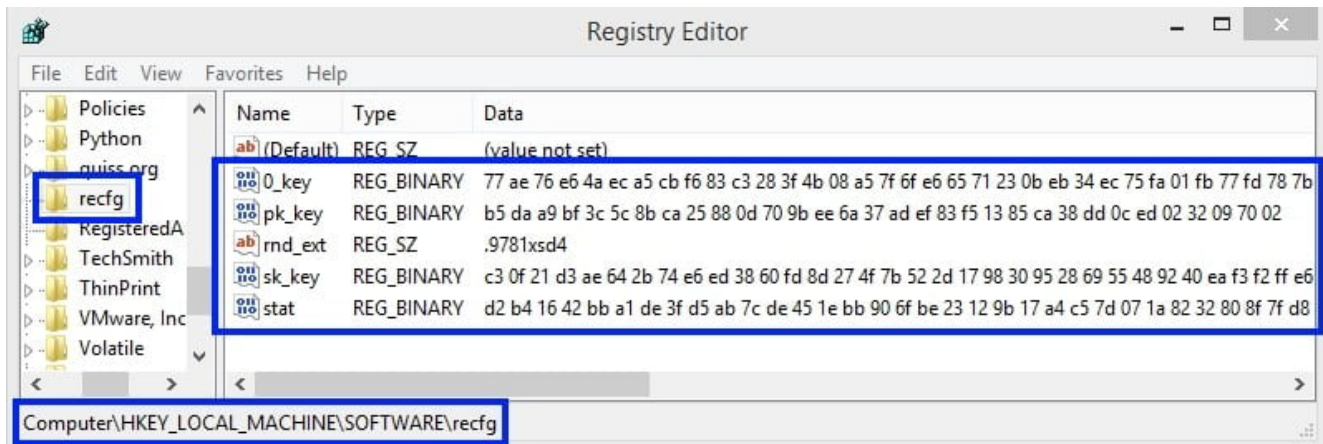 Registry Editor
File Edit View Favorites Help
Policies
Python
quiss.org
recfg
RegisteredA
TechSmith
ThinPrint
VMware, Inc
Volatile
Name Type Data
(Default) REG_SZ (value not set)
0_key REG_BINARY 77 ae 76 e6 4a ec a5 cb f6 83 c3 28 3f 4b 08 a5 7f 6f e6 65 71 23 0b eb 34 ec 75 fa 01 fb 77 fd 78 7b
pk_key REG_BINARY b5 da a9 bf 3c 5c 8b ca 25 88 0d 70 9b ee 6a 37 ad ef 83 f5 13 85 ca 38 dd 0c ed 02 32 09 70 02
rnd_ext REG_SZ .9781xsd4
sk_key REG_BINARY c3 0f 21 d3 ae 64 2b 74 e6 ed 38 60 fd 8d 27 4f 7b 52 2d 17 98 30 95 28 69 55 48 92 40 ea f3 f2 ff e6
stat REG_BINARY d2 b4 16 42 bb a1 de 3f d5 ab 7c de 45 1e bb 90 6f be 23 12 9b 17 a4 c5 7d 07 1a 82 32 80 8f 7f d8
Computer\HKEY_LOCAL_MACHINE\SOFTWARE\recfg